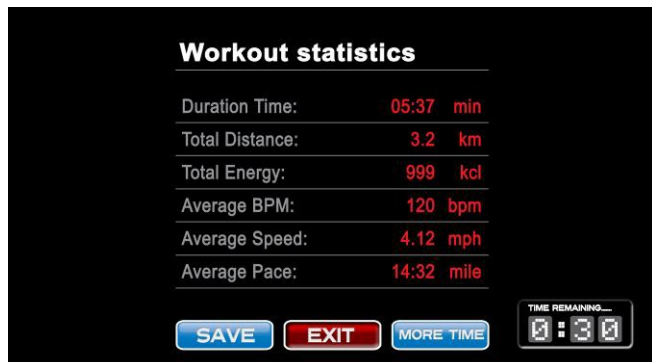 Workout statistics
Duration Time: 05:37 min
Total Distance: 3.2 km
Total Energy: 999 kcl
Average BPM: 120 bpm
Average Speed: 4.12 mph
Average Pace: 14:32 mile
SAVE EXIT MORE TIME
TIME REMAINING....
0:30